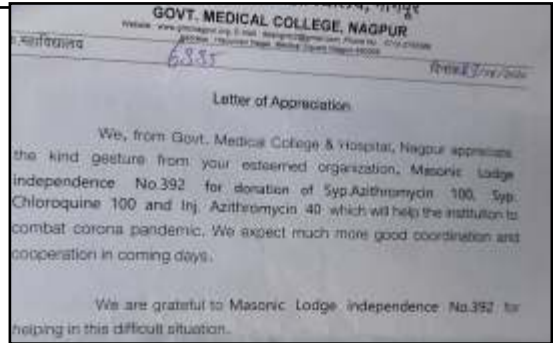 नागपूर
GOVT. MEDICAL COLLEGE, NAGPUR
महाविद्यालय
Letter of Appreciation
We, from Govt. Medical College & Hospital, Nagpur appreciate
the kind gesture from your esteemed organization, Masonic Lodge
independence No.392 for donation of Syp.Azithromycin 100, Syp.
Chloroquine 100 and Inj. Azithromycin 40 which will help the institution to
combat corona pandemic. We expect much more good coordination and
cooperation in coming days.
We are grateful to Masonic Lodge independence No.392 for
helping in this difficult situation.